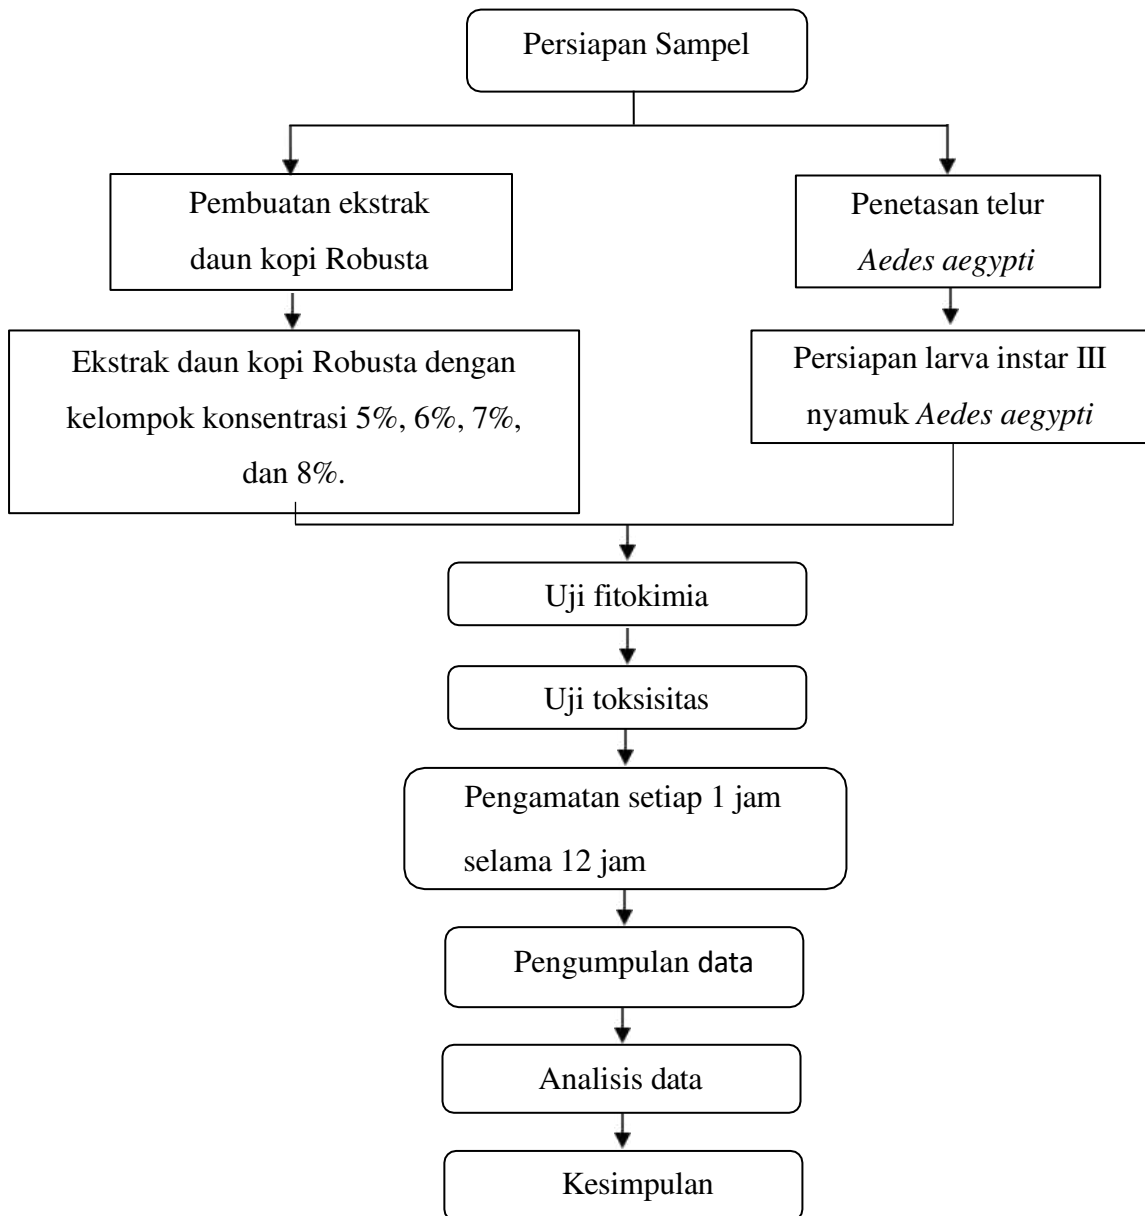 Persiapan Sampel
Pembuatan ekstrak
daun kopi Robusta
Penetasan telur
Aedes aegypti
Ekstrak daun kopi Robusta dengan
kelompok konsentrasi 5%, 6%, 7%,
dan 8%.
Persiapan larva instar III
nyamuk Aedes aegypti
Uji fitokimia
Uji toksisitas
Pengamatan setiap 1 jam
selama 12 jam
Pengumpulan data
Analisis data
Kesimpulan